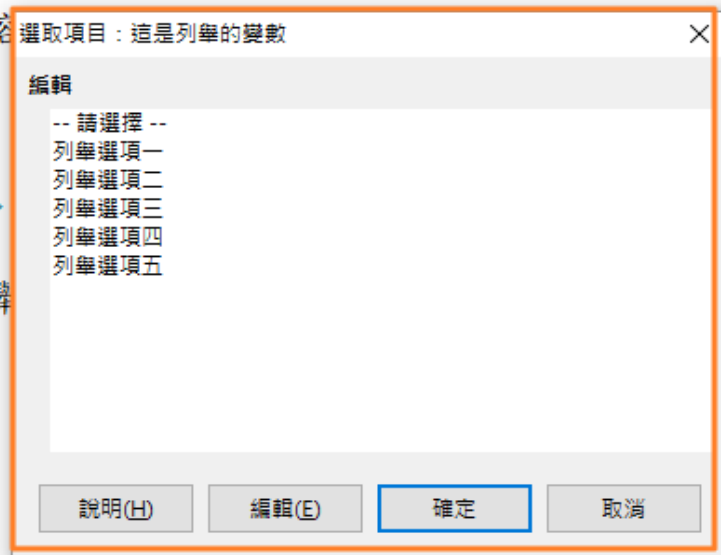 選取項目：這是列舉的變數
編輯
-- 請選擇 --
列舉選項一
列舉選項二
列舉選項三
列舉選項四
列舉選項五
說明(H) 編輯(E) 確定 取消